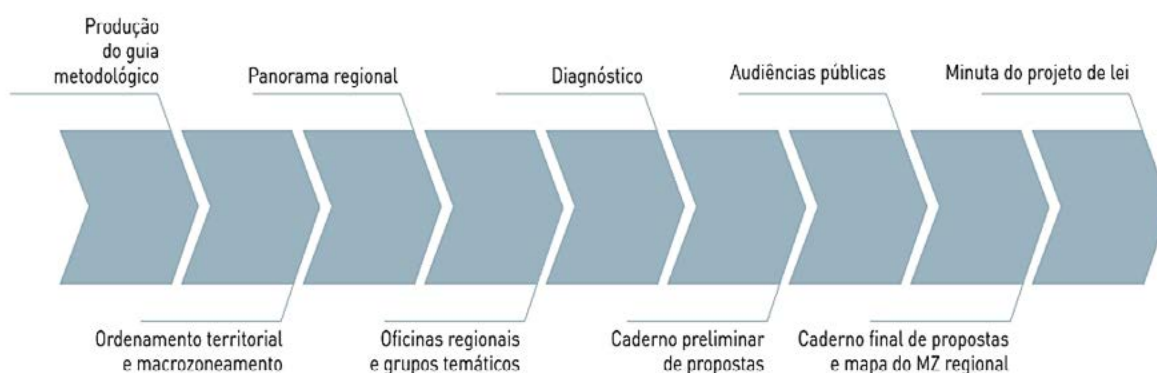 Produção
do guia
metodológico
Panorama regional
Diagnóstico
Audiências públicas
Minuta do projeto de lei
Ordenamento territorial
e macrozoneamento
Oficinas regionais
e grupos temáticos
Caderno preliminar
de propostas
Caderno final de propostas
e mapa do MZ regional